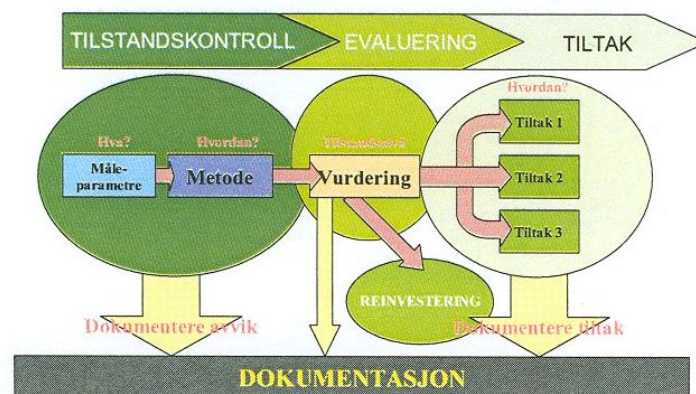 TILSTANDSKONTROLL
EVALUERING
TILTAK
Hva?
Hvordan?
Tilstandsnivå
Hvordan?
Måle-
parametre
Metode
Vurdering
Tiltak 1
Tiltak 2
Tiltak 3
REINVESTERING
Dokumentere avvik
Dokumentere tiltak
DOKUMENTASJON